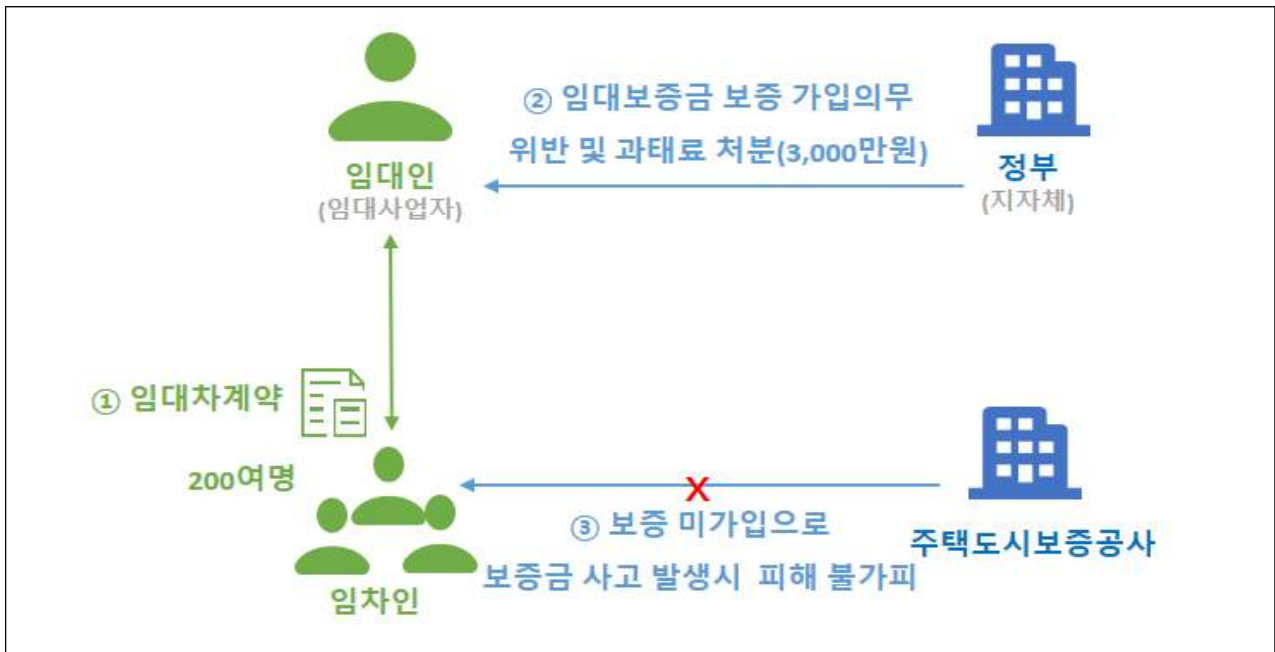 ② 임대보증금 보증 가입의무
위반 및 과태료 처분(3,000만원)
임대인
(임대사업자)
정부
(지자체)
① 임대차계약
200여명
임차인
③ 보증 미가입으로
보증금 사고 발생시 피해 불가피
X
주택도시보증공사